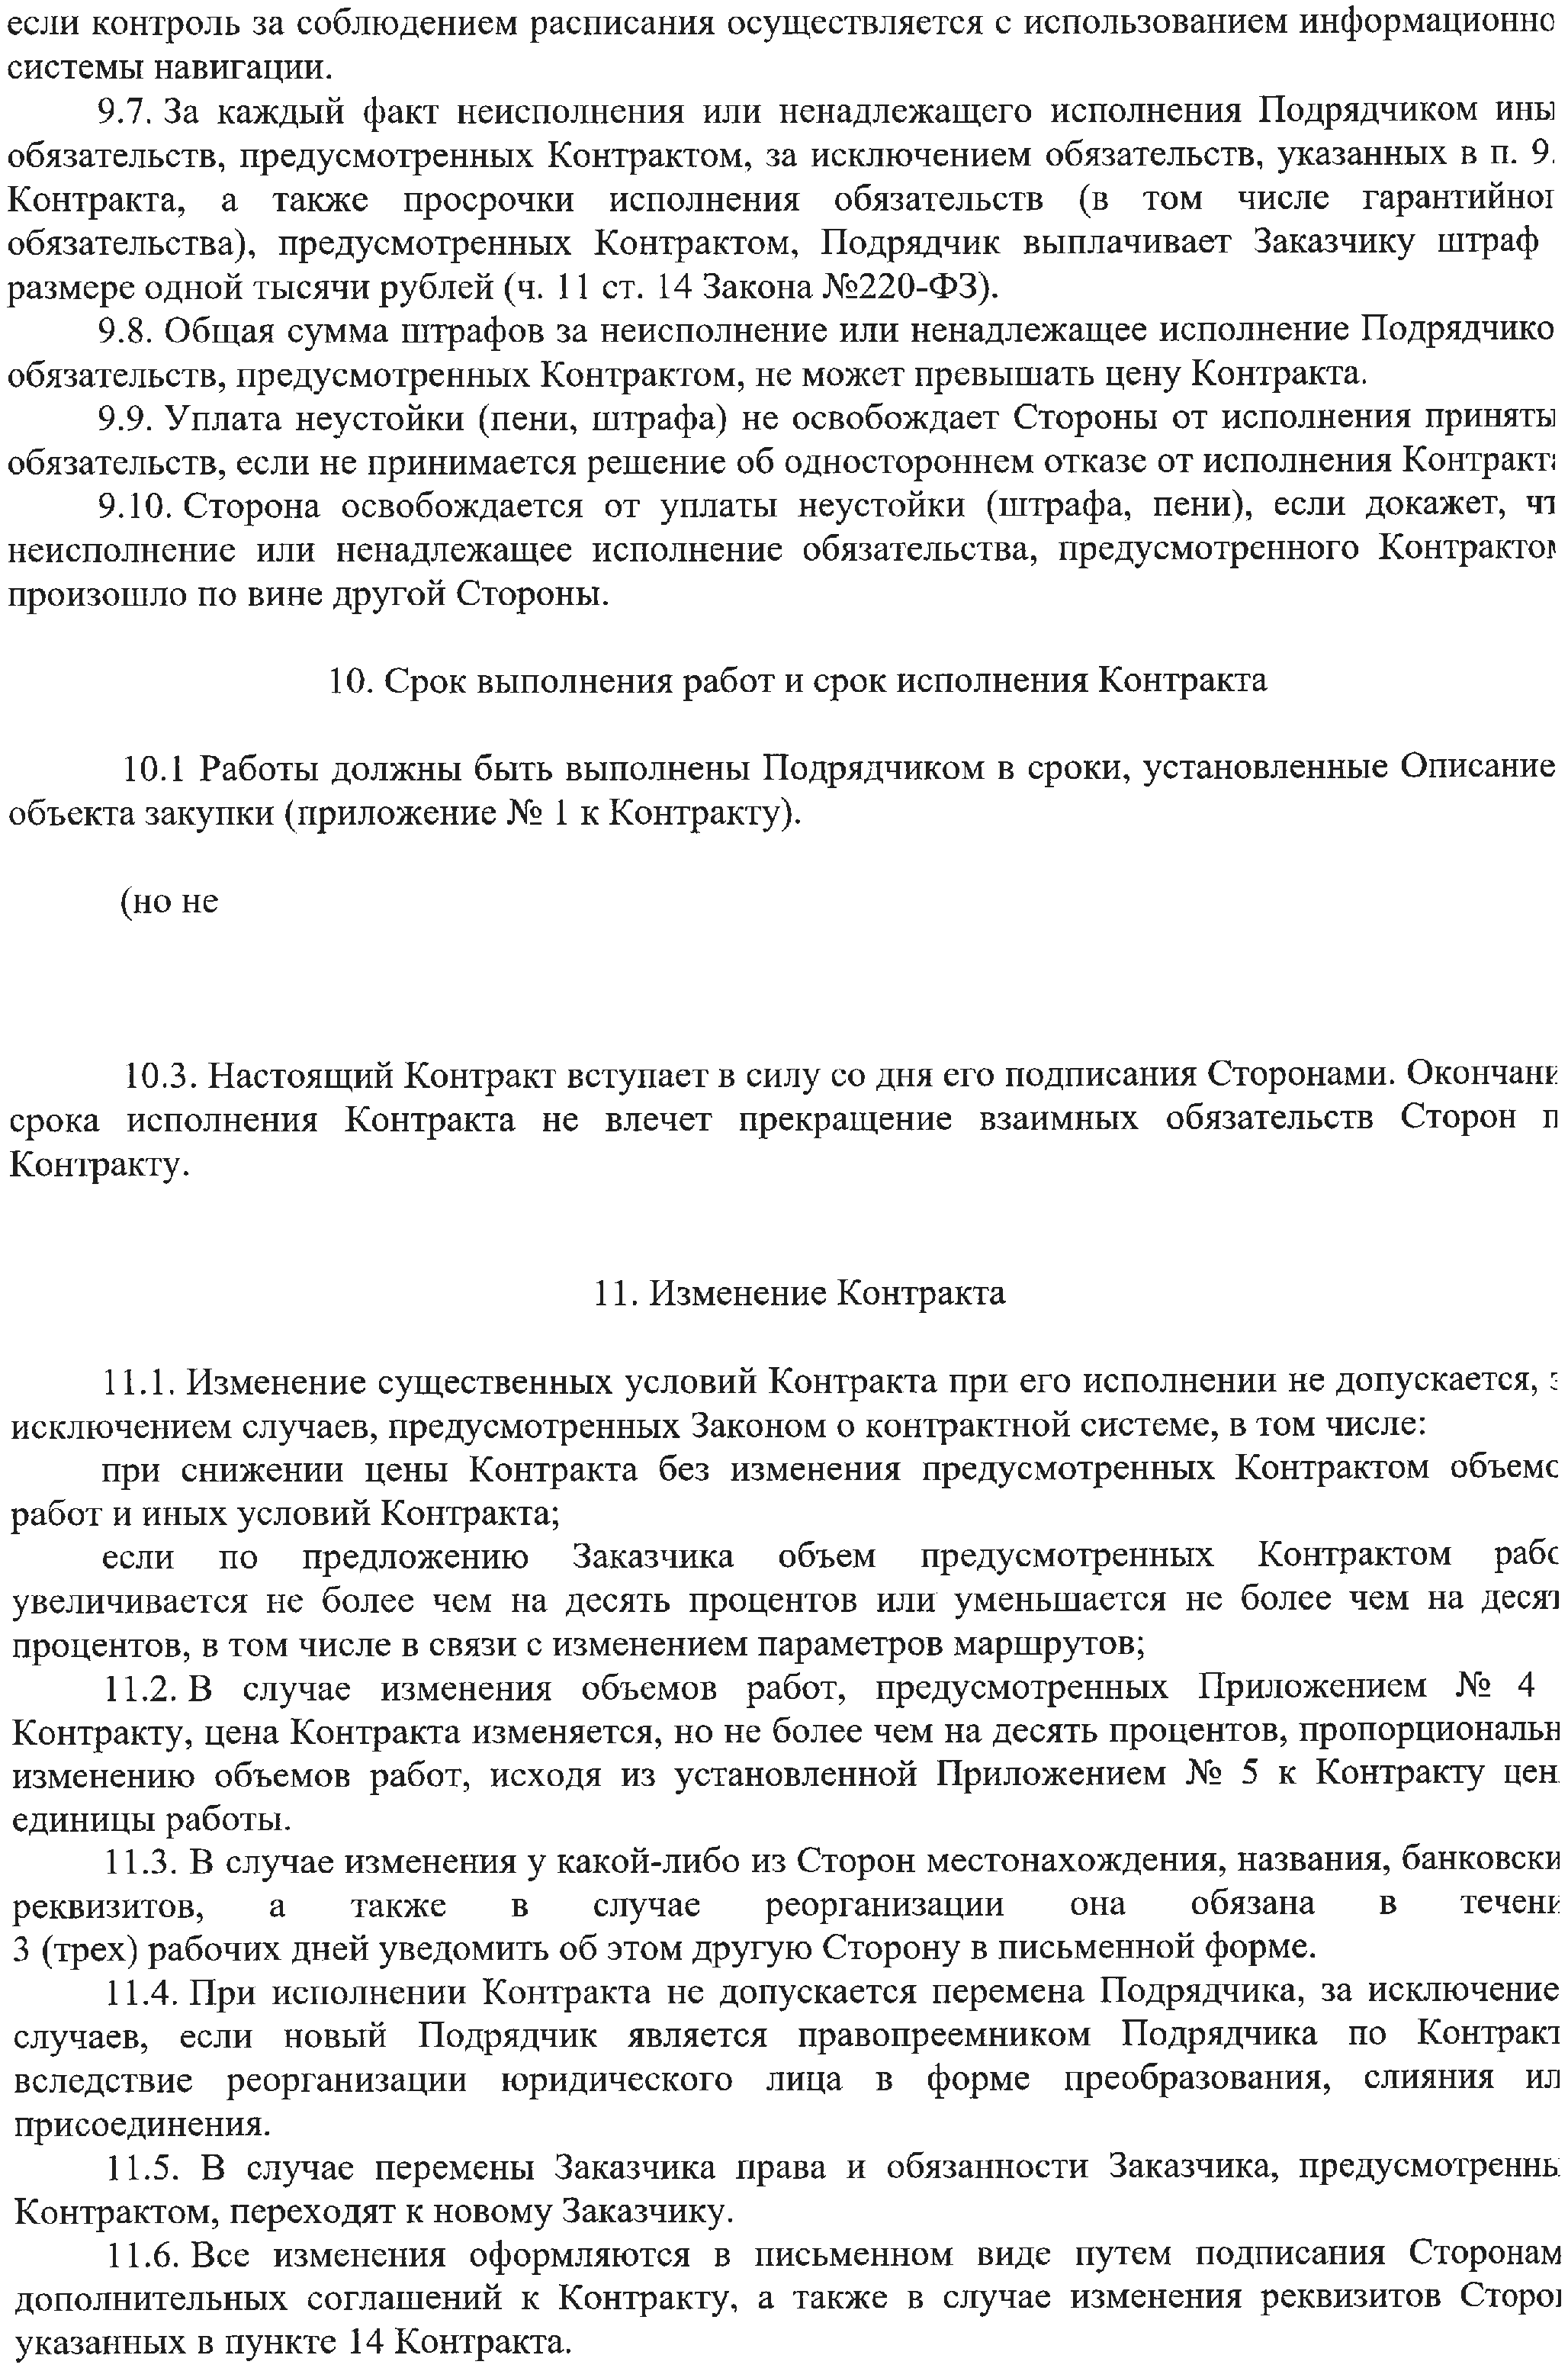 если контроль за соблюдением расписания осуществляется с использованием информационно
системы навигации.
9.7. За каждый факт неисполнения или ненадлежащего исполнения Подрядчиком ины
обязательств, предусмотренных Контрактом, за исключением обязательств, указанных в п. 9.
Контракта, а также просрочки исполнения обязательств (в том числе гарантийног
обязательства), предусмотренных Контрактом, Подрядчик выплачивает Заказчику штраф
размере одной тысячи рублей (ч. 11 ст. 14 Закона №220-ФЗ).
9.8. Общая сумма штрафов за неисполнение или ненадлежащее исполнение Подрядчико
обязательств, предусмотренных Контрактом, не может превышать цену Контракта.
9.9. Уплата неустойки (пени, штрафа) не освобождает Стороны от исполнения приняты
обязательств, если не принимается решение об одностороннем отказе от исполнения Контракта
9.10. Сторона освобождается от уплаты неустойки (штрафа, пени), если докажет, чт
неисполнение или ненадлежащее исполнение обязательства, предусмотренного Контрактом
произошло по вине другой Стороны.
10. Срок выполнения работ и срок исполнения Контракта
10.1 Работы должны быть выполнены Подрядчиком в сроки, установленные Описание
объекта закупки (приложение № 1 к Контракту).
(но не
10.3. Настоящий Контракт вступает в силу со дня его подписания Сторонами. Окончани
срока исполнения Контракта не влечет прекращение взаимных обязательств Сторон п
Контракту.
11. Изменение Контракта
11.1. Изменение существенных условий Контракта при его исполнении не допускается, з
исключением случаев, предусмотренных Законом о контрактной системе, в том числе:
при снижении цены Контракта без изменения предусмотренных Контрактом объемо
работ и иных условий Контракта;
если по предложению Заказчика объем предусмотренных Контрактом рабо
увеличивается не более чем на десять процентов или уменьшается не более чем на десят
процентов, в том числе в связи с изменением параметров маршрутов;
11.2. В случае изменения объемов работ, предусмотренных Приложением № 4
Контракту, цена Контракта изменяется, но не более чем на десять процентов, пропорциональн
изменению объемов работ, исходя из установленной Приложением № 5 к Контракту цен
единицы работы.
11.3. В случае изменения у какой-либо из Сторон местонахождения, названия, банковски
реквизитов, а также в случае реорганизации она обязана в течени
3 (трех) рабочих дней уведомить об этом другую Сторону в письменной форме.
11.4. При исполнении Контракта не допускается перемена Подрядчика, за исключение
случаев, если новый Подрядчик является правопреемником Подрядчика по Контракт
вследствие реорганизации юридического лица в форме преобразования, слияния ил
присоединения.
11.5. В случае перемены Заказчика права и обязанности Заказчика, предусмотренны
Контрактом, переходят к новому Заказчику.
11.6. Все изменения оформляются в письменном виде путем подписания Сторонам
дополнительных соглашений к Контракту, а также в случае изменения реквизитов Сторон
указанных в пункте 14 Контракта.